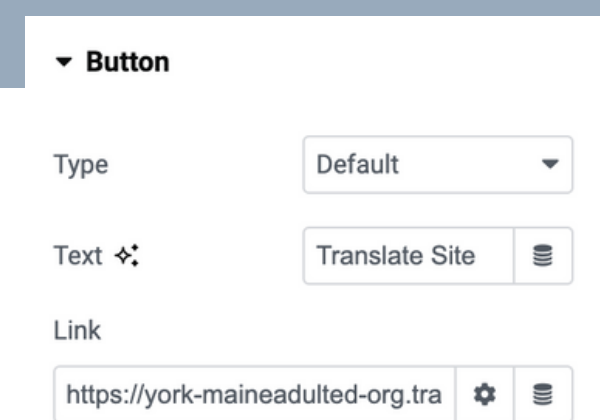 Button
Type
Default
Text
Translate Site
Link
https://york-maineadulted-org.tra